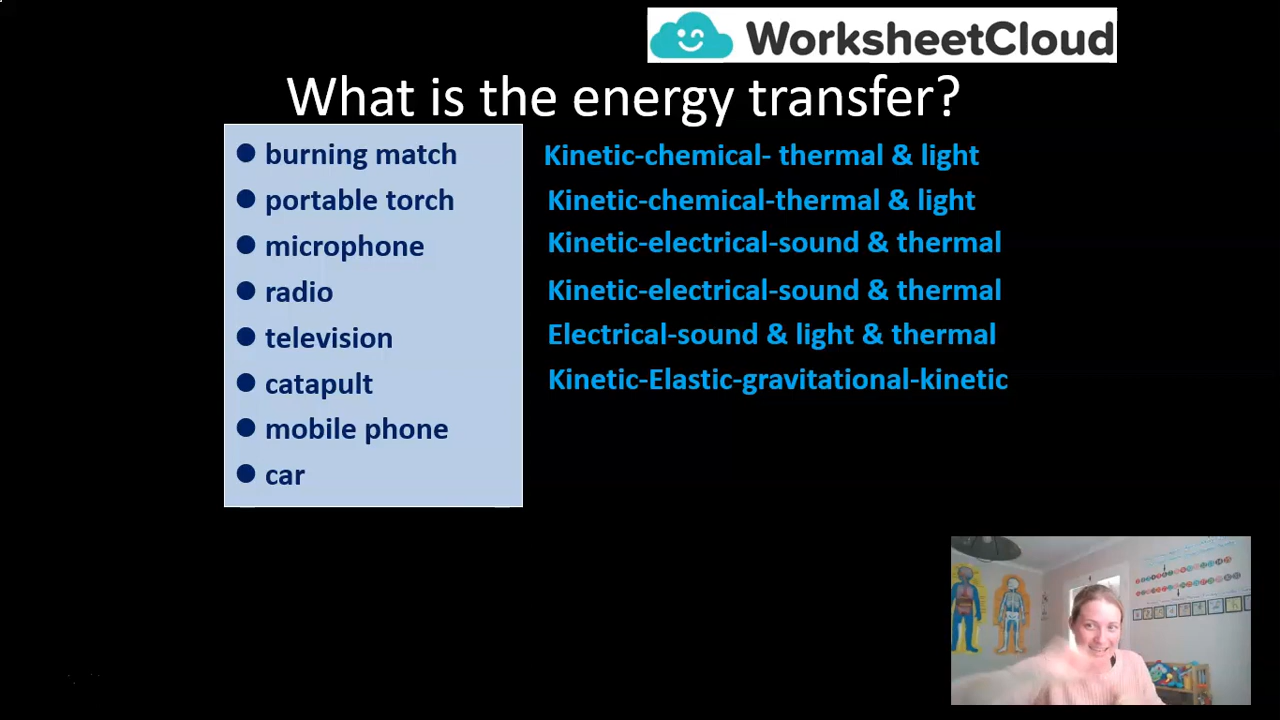 WorksheetCloud
What is the energy transfer?
● burning match Kinetic-chemical- thermal & light
● portable torch Kinetic-chemical-thermal & light
● microphone Kinetic-electrical-sound & thermal
● radio Kinetic-electrical-sound & thermal
● television Electrical-sound & light & thermal
● catapult Kinetic-Elastic-gravitational-kinetic
● mobile phone
● car